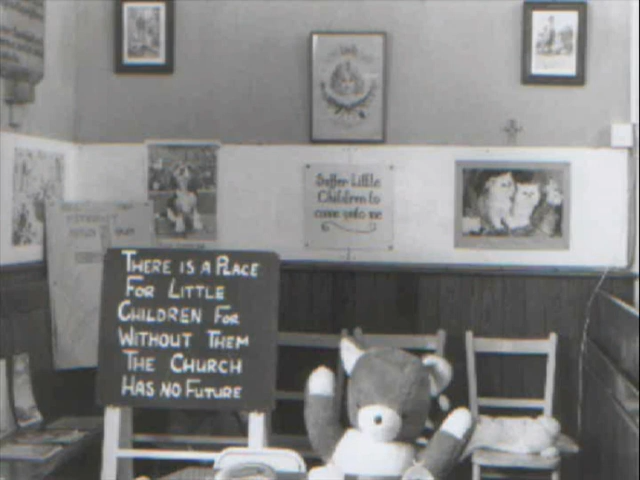 Suffer Little
Children to
come unto me
THERE IS A PLACE
FOR LITTLE
CHILDREN FOR
WITHOUT THEM
THE CHURCH
HAS NO FUTURE